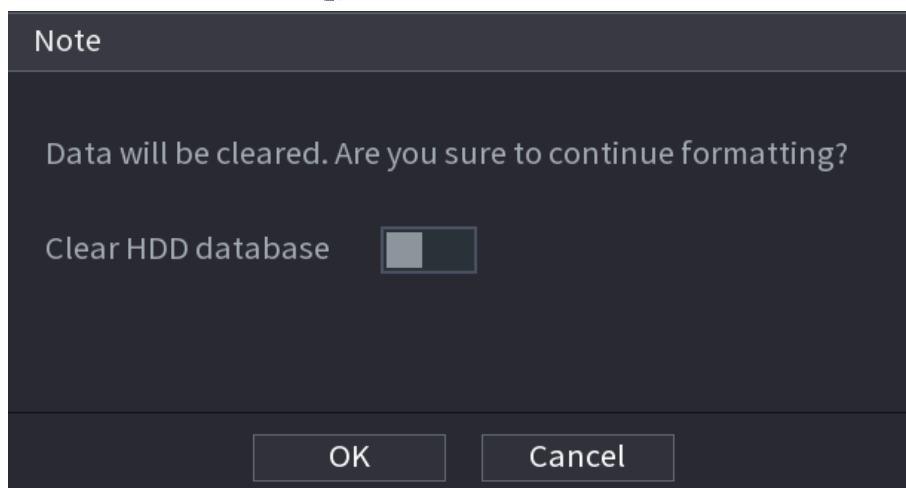 Note
Data will be cleared. Are you sure to continue formatting?
Clear HDD database
OK
Cancel